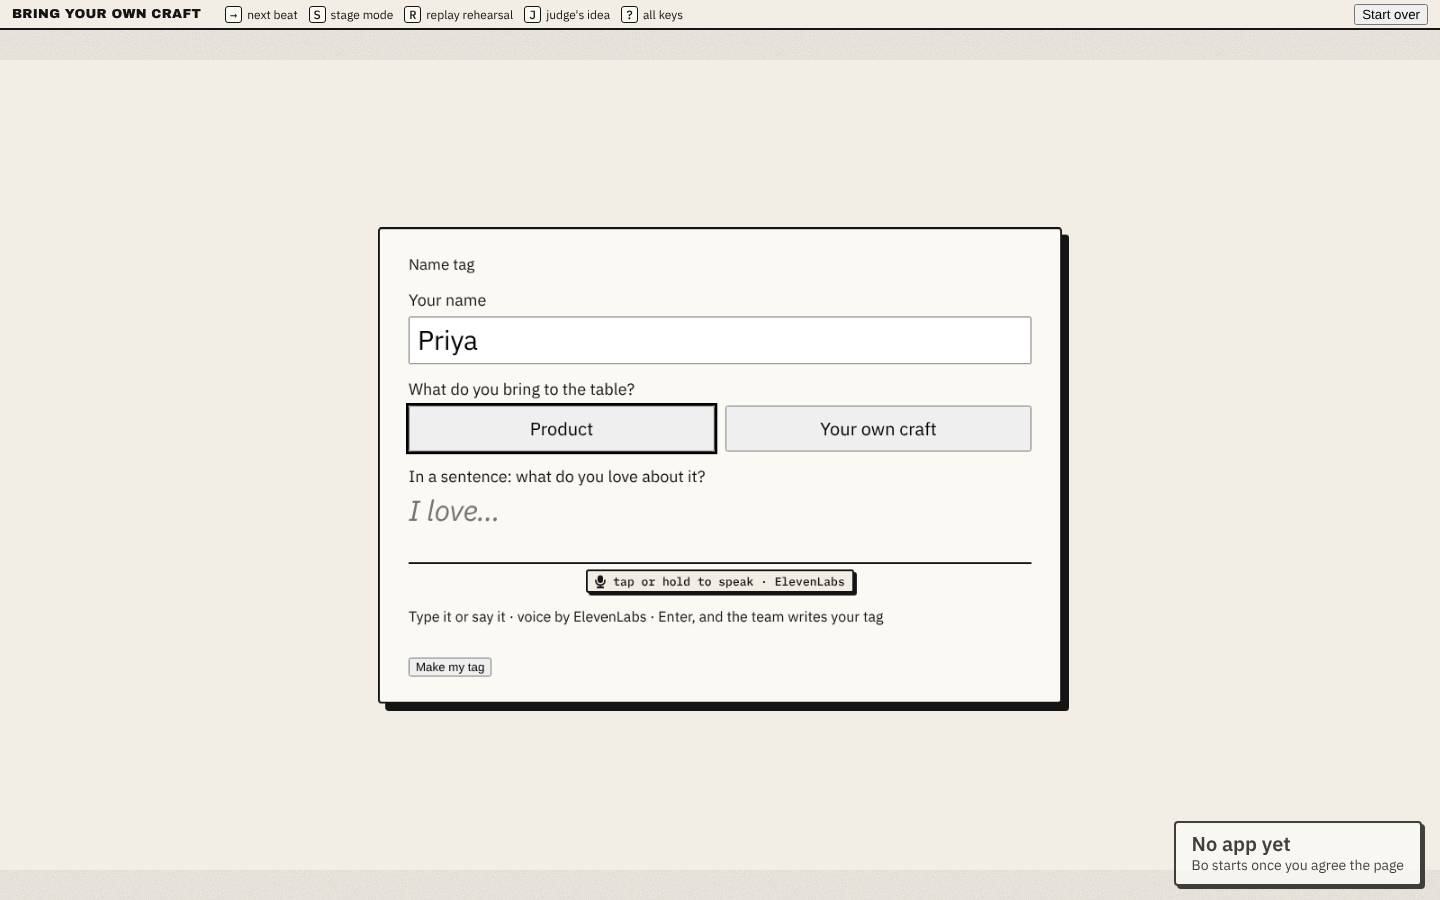 BRING YOUR OWN CRAFT → next beat S stage mode R replay rehearsal J judge's idea ? all keys Start over
Name tag
Your name
Priya
What do you bring to the table?
Product Your own craft
In a sentence: what do you love about it?
I love...
tap or hold to speak · ElevenLabs
Type it or say it · voice by ElevenLabs · Enter, and the team writes your tag
Make my tag
No app yet
Bo starts once you agree the page